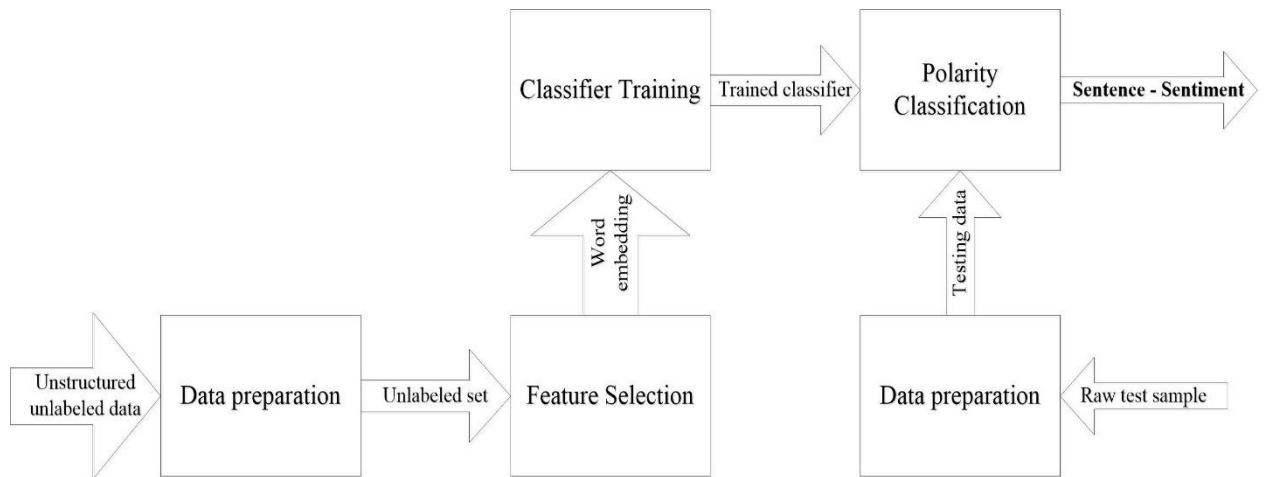 Classifier Training
Trained classifier
Polarity
Classification
Sentence - Sentiment
Word
embedding
Testing data
Unstructured
unlabeled data
Data preparation
Unlabeled set
Feature Selection
Data preparation
Raw test sample